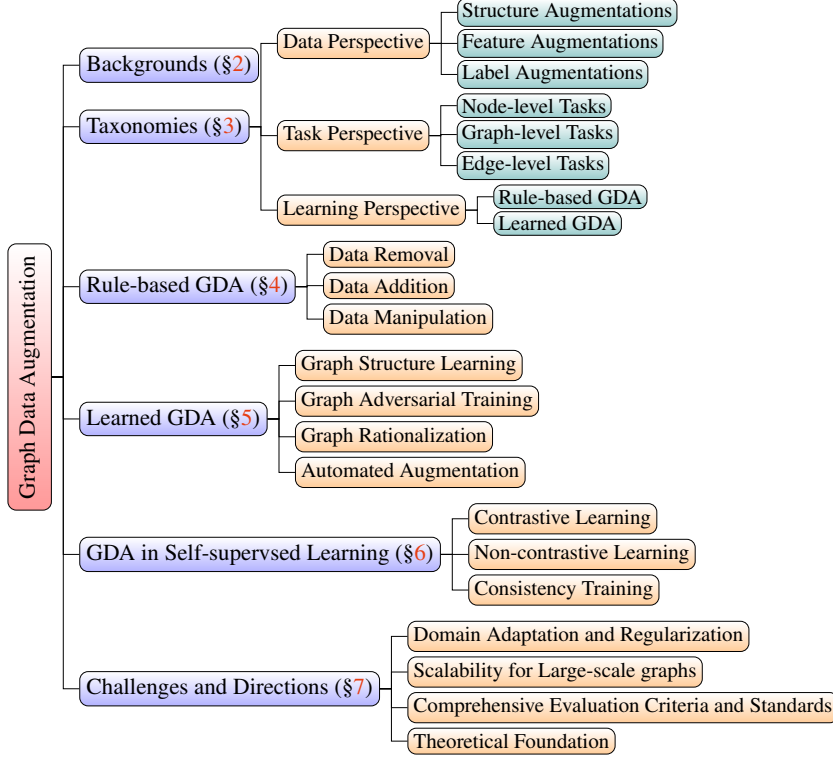 Graph Data Augmentation
Backgrounds (§2)
Taxonomies (§3)
Data Perspective
Structure Augmentations
Feature Augmentations
Label Augmentations
Task Perspective
Node-level Tasks
Graph-level Tasks
Edge-level Tasks
Learning Perspective
Rule-based GDA
Learned GDA
Rule-based GDA (§4)
Data Removal
Data Addition
Data Manipulation
Learned GDA (§5)
Graph Structure Learning
Graph Adversarial Training
Graph Rationalization
Automated Augmentation
GDA in Self-supervsed Learning (§6)
Contrastive Learning
Non-contrastive Learning
Consistency Training
Challenges and Directions (§7)
Domain Adaptation and Regularization
Scalability for Large-scale graphs
Comprehensive Evaluation Criteria and Standards
Theoretical Foundation